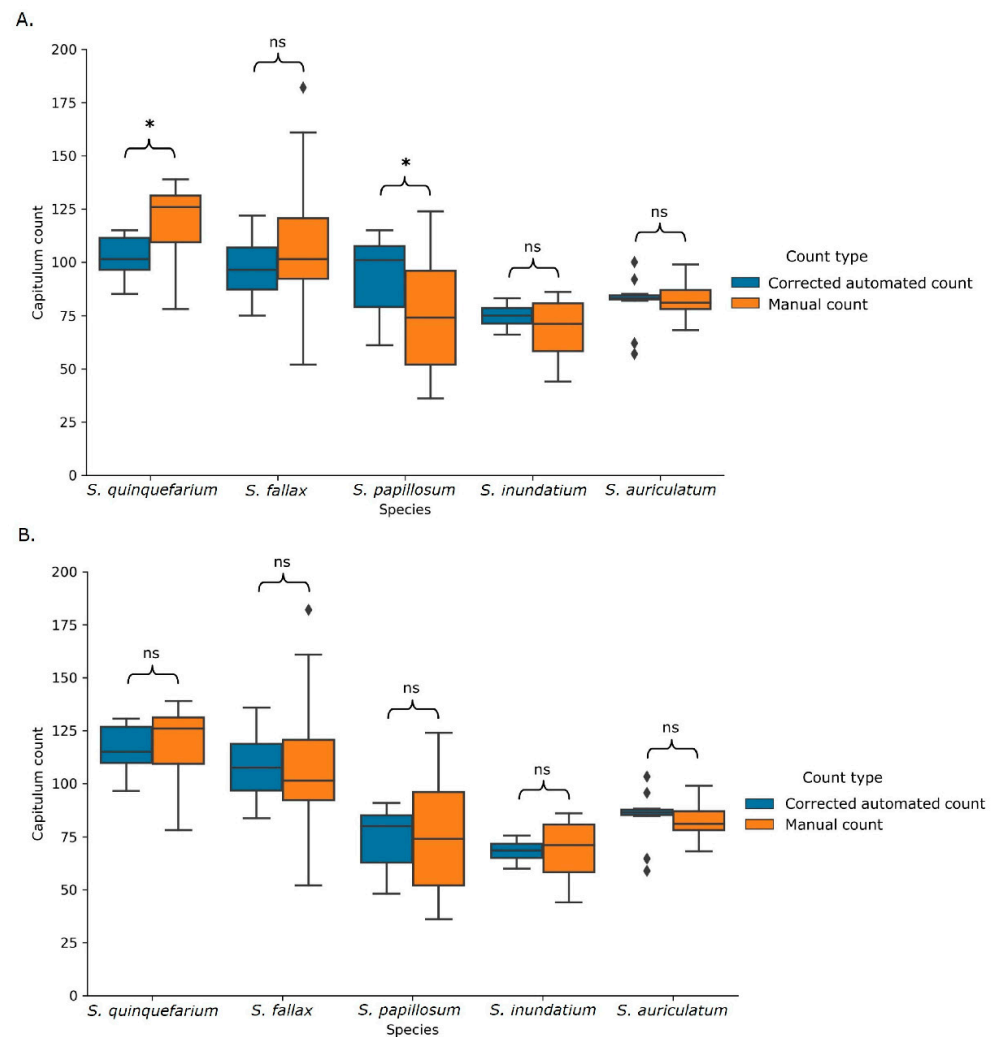 A.
200
175
150
125
100
75
50
25
0
Capitulum count
*
ns
*
ns
ns
S. quinquefarium
S. fallax
S. papillosum
S. inundatium
S. auriculatum
Species
Count type
Corrected automated count
Manual count
B.
200
175
150
125
100
75
50
25
0
Capitulum count
ns
ns
ns
ns
ns
S. quinquefarium
S. fallax
S. papillosum
S. inundatium
S. auriculatum
Species
Count type
Corrected automated count
Manual count